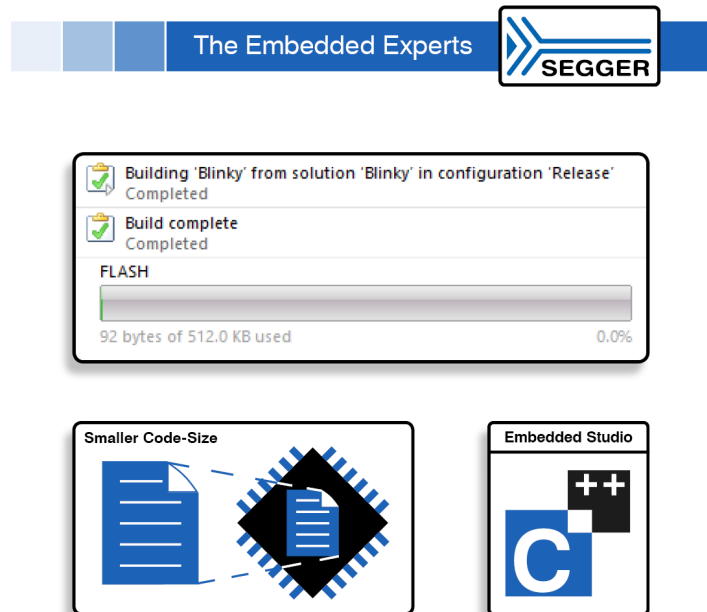 The Embedded Experts
SEGGER
Building 'Blinky' from solution 'Blinky' in configuration 'Release'
Completed
Build complete
Completed
FLASH
92 bytes of 512.0 KB used 0.0%
Smaller Code-Size
Embedded Studio
++
C